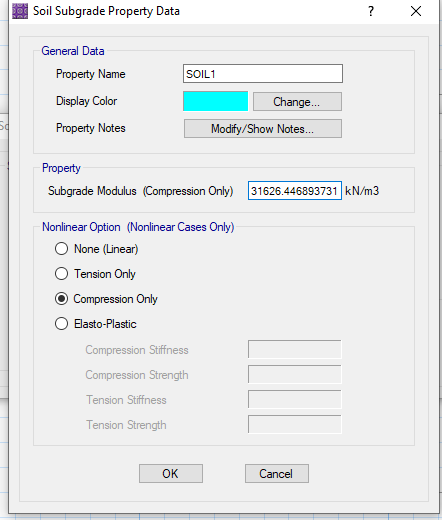 Soil Subgrade Property Data ? ×
General Data
Property Name SOIL1
Display Color Change...
Property Notes Modify/Show Notes...
Property
Subgrade Modulus (Compression Only) 31626.446893731 kN/m3
Nonlinear Option (Nonlinear Cases Only)
None (Linear)
Tension Only
Compression Only
Elasto-Plastic
Compression Stiffness
Compression Strength
Tension Stiffness
Tension Strength
OK Cancel